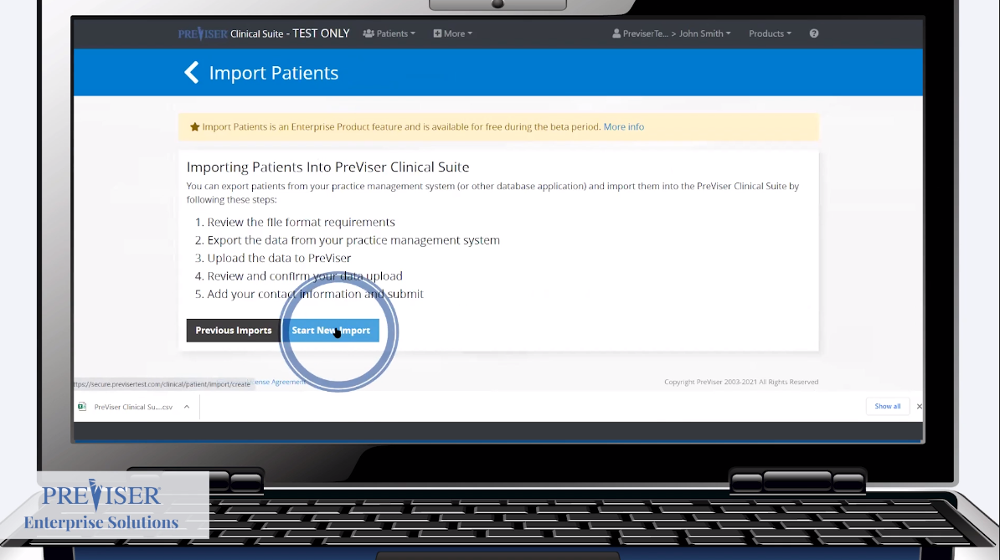 PREVISER Clinical Suite - TEST ONLY Patients More PreviserTe... > John Smith Products ?
Import Patients
Import Patients is an Enterprise Product feature and is available for free during the beta period. More info
Importing Patients Into PreViser Clinical Suite
You can export patients from your practice management system (or other database application) and import them into the PreViser Clinical Suite by
following these steps:
1. Review the file format requirements
2. Export the data from your practice management system
3. Upload the data to PreViser
4. Review and confirm your data upload
5. Add your contact information and submit
Previous Imports Start New Import
ttps://secure.previsertest.com/clinical/patient/import/create ense Agreement Copyright PreViser 2003-2021 All Rights Reserved
PreViser Clinical Su....csv Show all
PREVISER
Enterprise Solutions